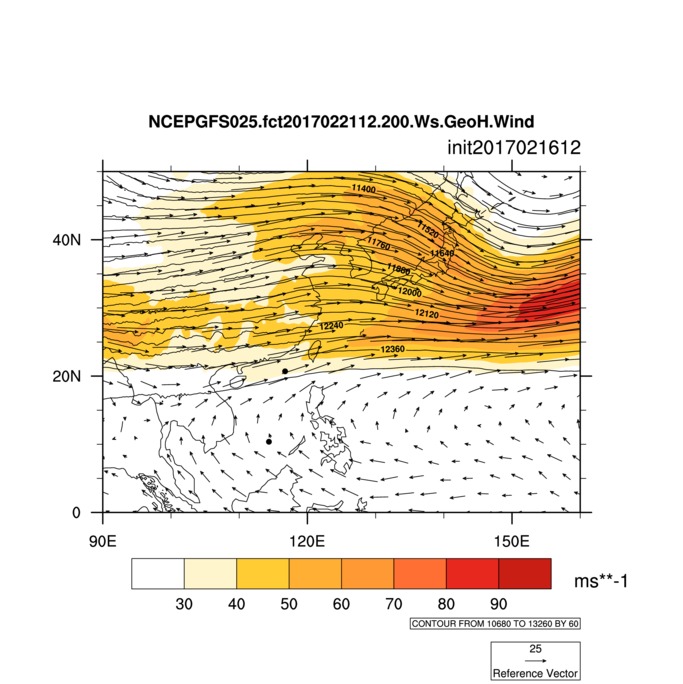 NCEPGFS025.fct2017022112.200.Ws.GeoH.Wind
init2017021612
11400
11520
40N
11760
11640
11880
12000
12120
12240
12360
20N
0
90E 120E 150E
ms**-1
30 40 50 60 70 80 90
CONTOUR FROM 10680 TO 13260 BY 60
25
Reference Vector